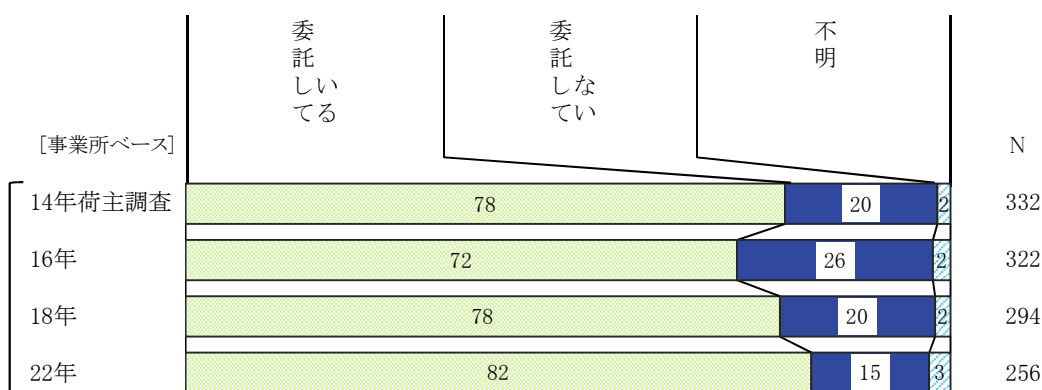 委託している
委託していない
不明
[事業所ベース] N
14年荷主調査 78 20 2 332
16年 72 26 2 322
18年 78 20 2 294
22年 82 15 3 256